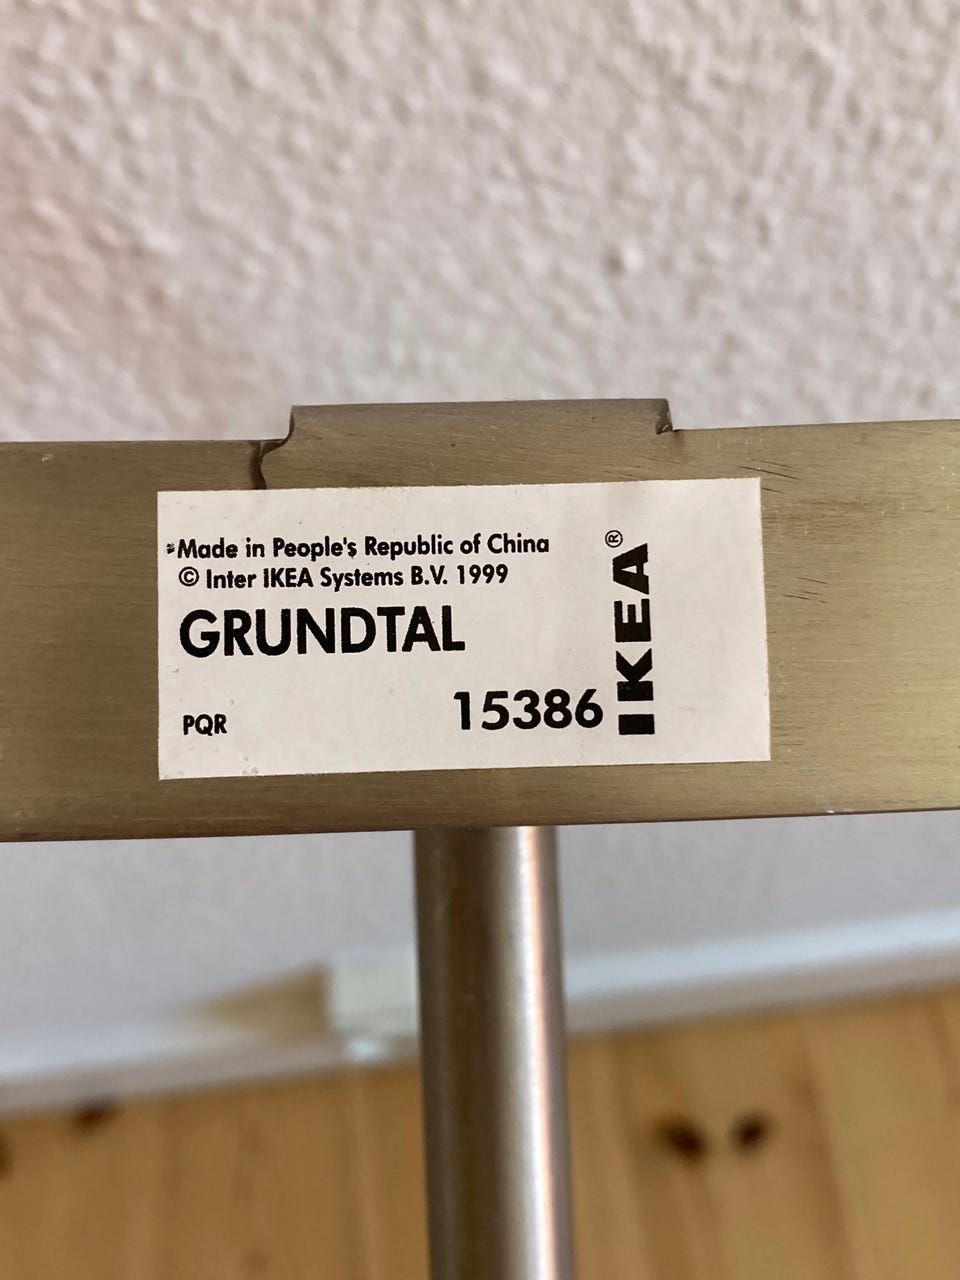 Made in People's Republic of China
© Inter IKEA Systems B.V. 1999
GRUNDTAL
PQR
15386
IKEA®